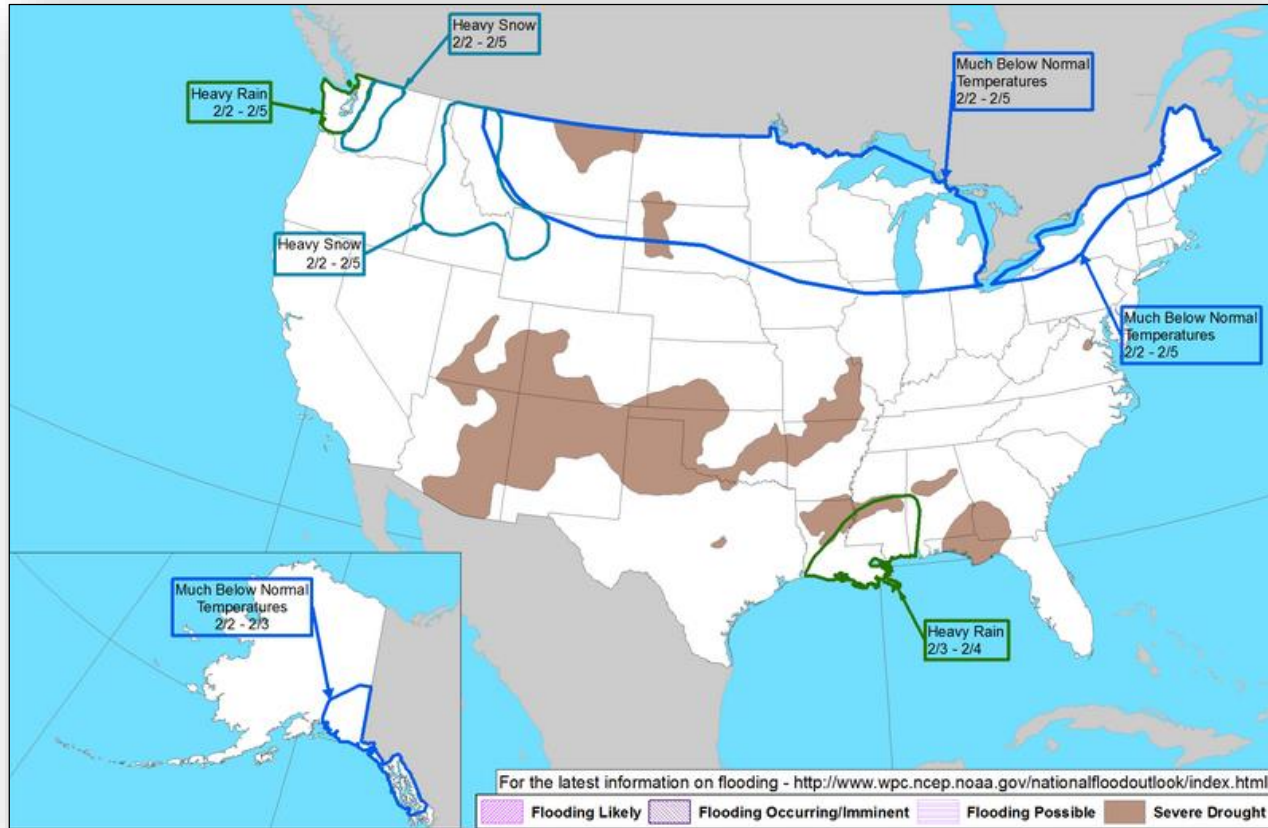 Heavy Snow
2/2 - 2/5
Heavy Rain
2/2 - 2/5
Much Below Normal
Temperatures
2/2 - 2/5
Heavy Snow
2/2 - 2/5
Much Below Normal
Temperatures
2/2 - 2/5
Much Below Normal
Temperatures
2/2 - 2/3
Heavy Rain
2/3 - 2/4
For the latest information on flooding - http://www.wpc.ncep.noaa.gov/nationalfloodoutlook/index.html
Flooding Likely Flooding Occurring/Imminent Flooding Possible Severe Drought